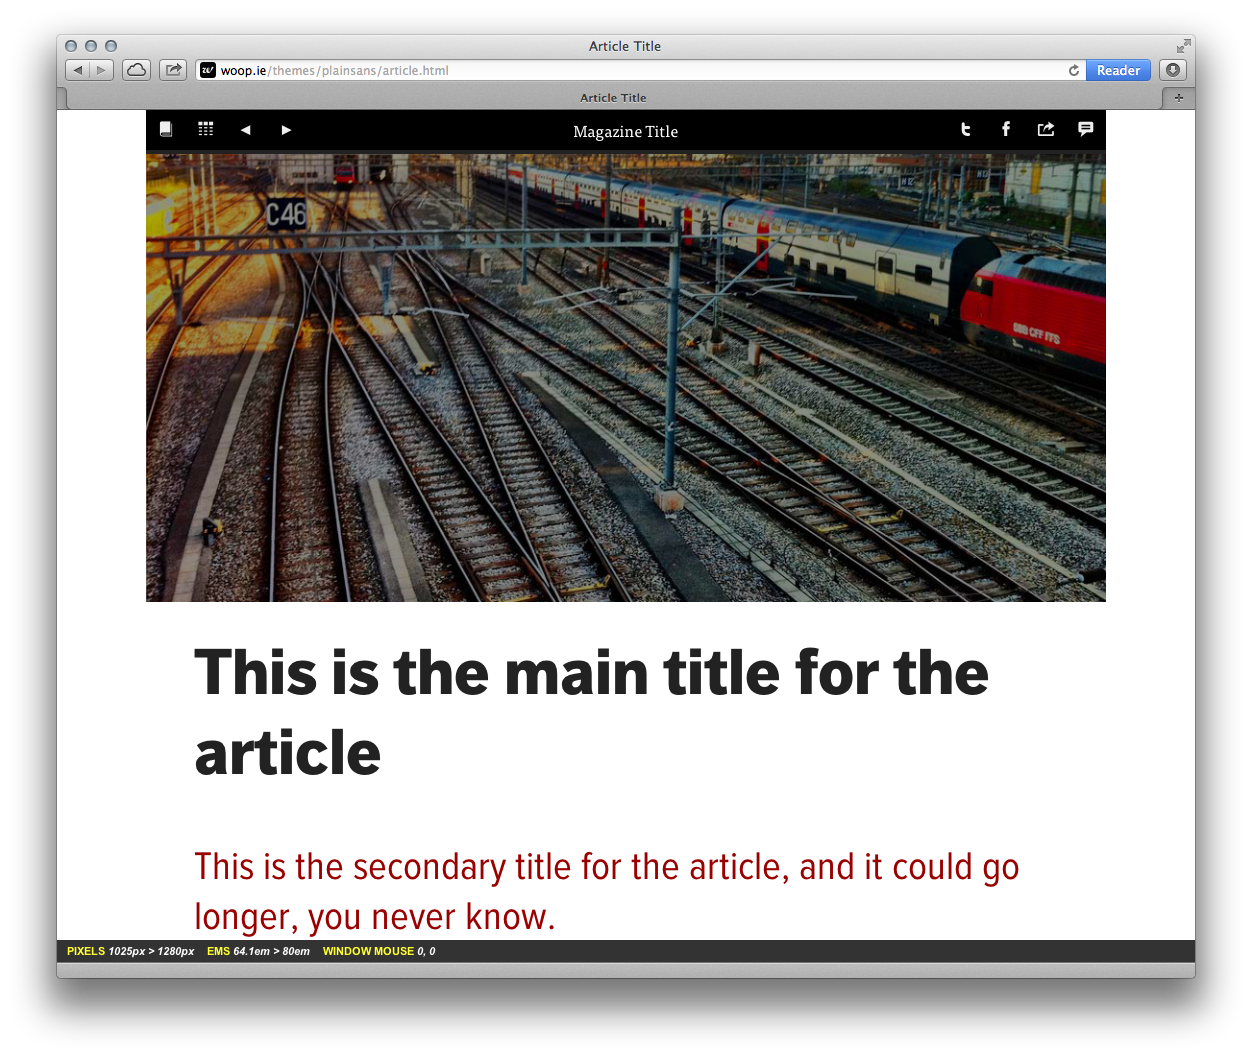 Article Title
woop.ie/themes/plainsans/article.html
Reader
Article Title
Magazine Title
C46
SBB CFF FFS
This is the main title for the
article
This is the secondary title for the article, and it could go
longer, you never know.
PIXELS 1025px > 1280px EMS 64.1em > 80em WINDOW MOUSE 0, 0